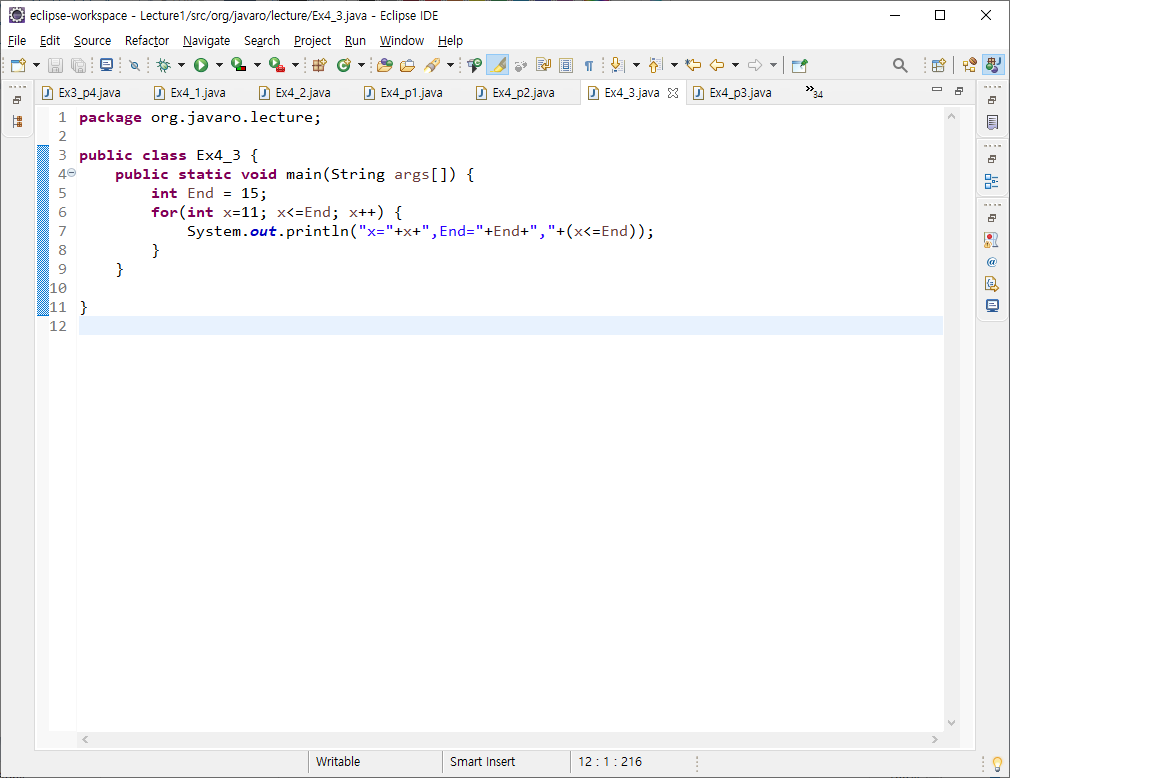 eclipse-workspace - Lecture1/src/org/javaro/lecture/Ex4_3.java - Eclipse IDE
File Edit Source Refactor Navigate Search Project Run Window Help
Ex3_p4.java Ex4_1.java Ex4_2.java Ex4_p1.java Ex4_p2.java Ex4_3.java Ex4_p3.java »34
1 package org.javaro.lecture;
2
3 public class Ex4_3 {
4 public static void main(String args[]) {
5 int End = 15;
6 for(int x=11; x<=End; x++) {
7 System.out.println("x="+x+",End="+End+","+(x<=End));
8 }
9 }
10
11 }
12
Writable Smart Insert 12 : 1 : 216